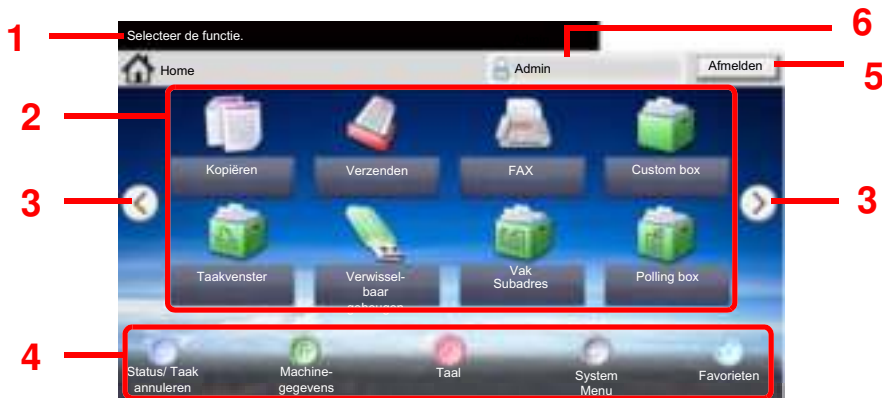 1
Selecteer de functie.
6
Home
Admin
Afmelden
5
2
Kopiëren
Verzenden
FAX
Custom box
3
3
Taakvenster
Verwissel-
baar
geheugen
Vak
Subadres
Polling box
4
Status/ Taak
annuleren
Machine-
gegevens
Taal
System
Menu
Favorieten